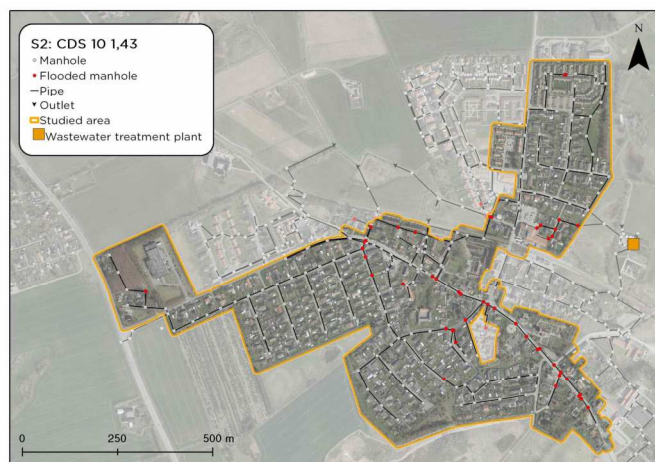 S2: CDS 10 1,43
Manhole
Flooded manhole
Pipe
Outlet
Studied area
Wastewater treatment plant
N
0 250 500 m